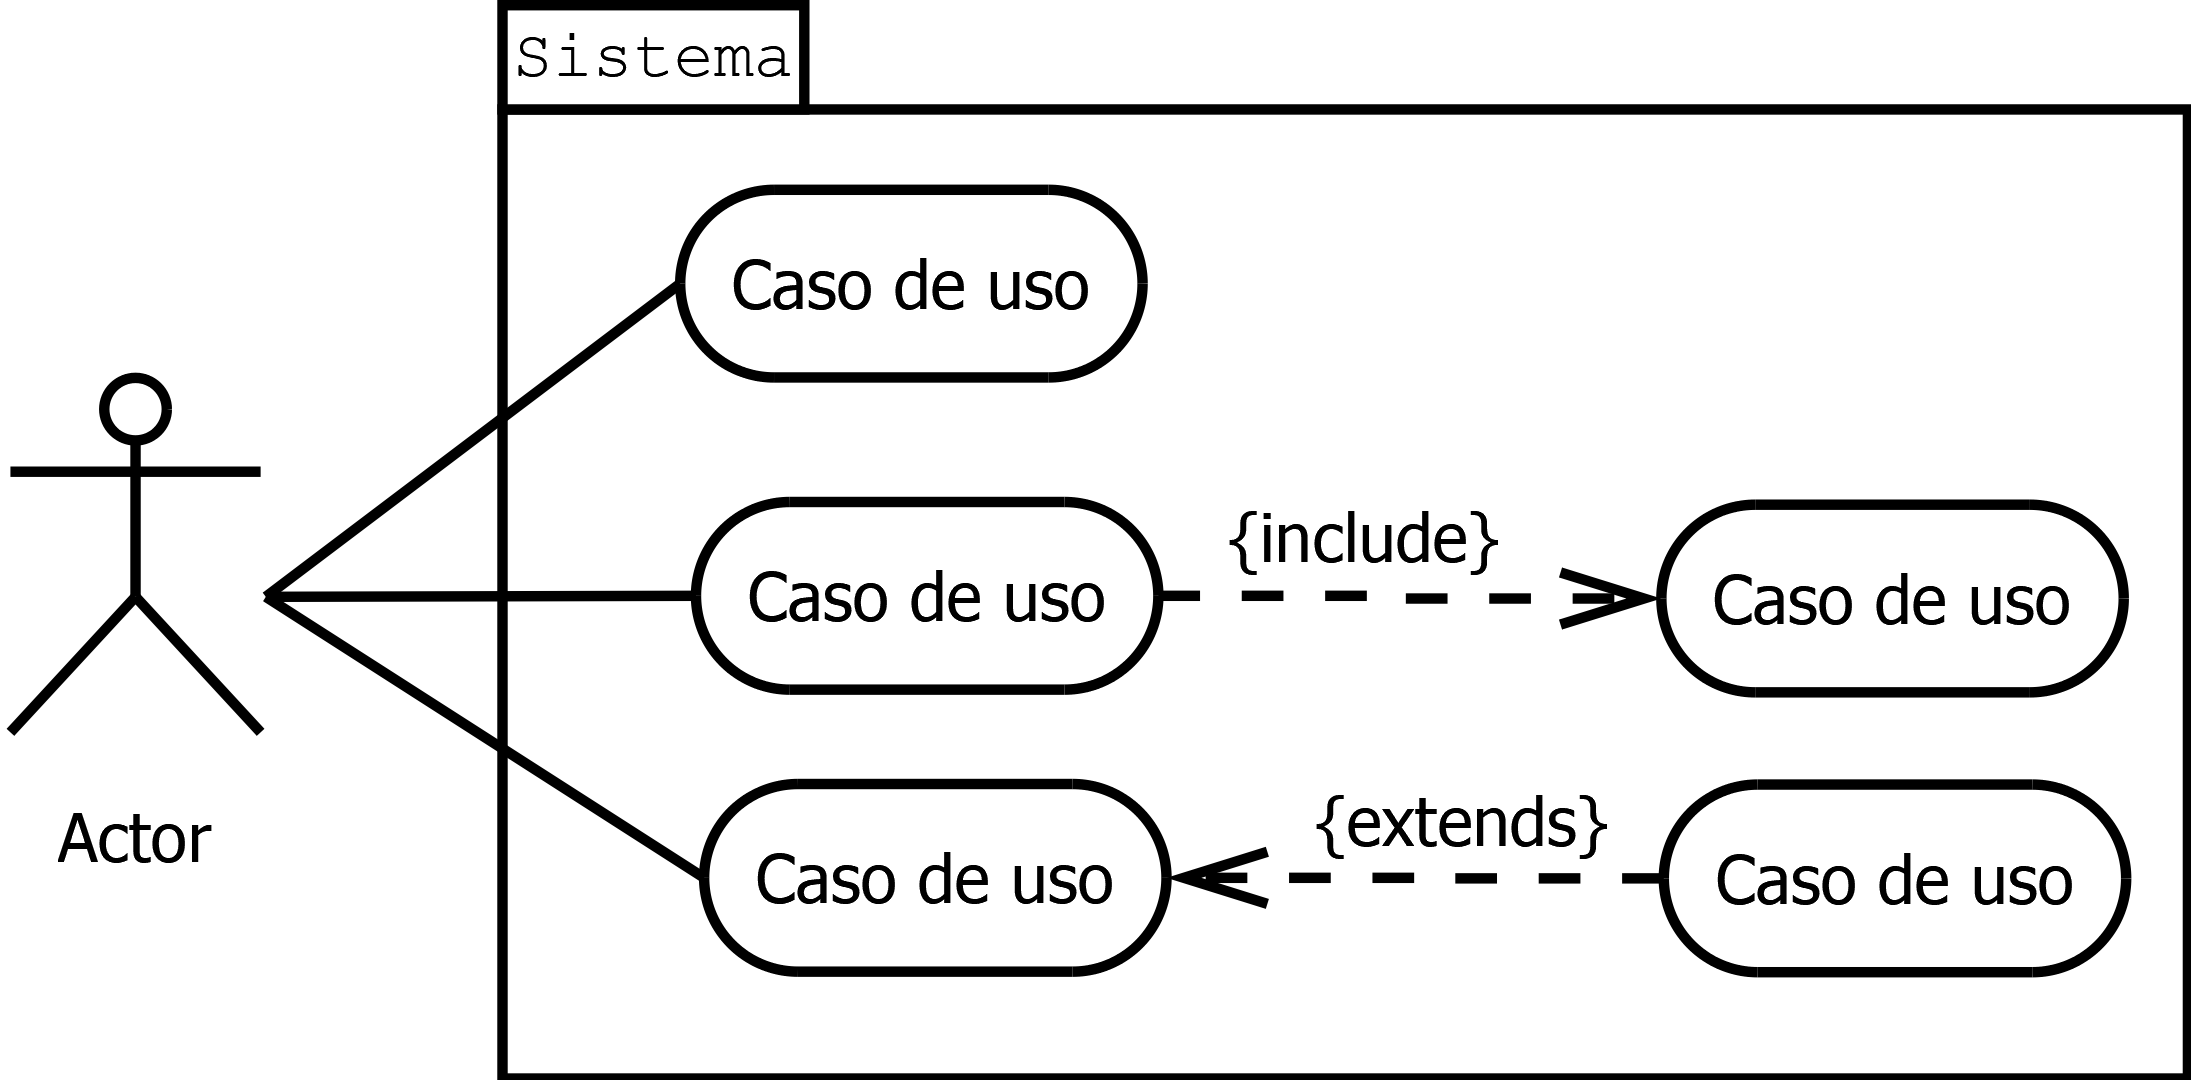 Sistema
Caso de uso
Caso de uso
{include}
Caso de uso
Caso de uso
{extends}
Caso de uso
Actor